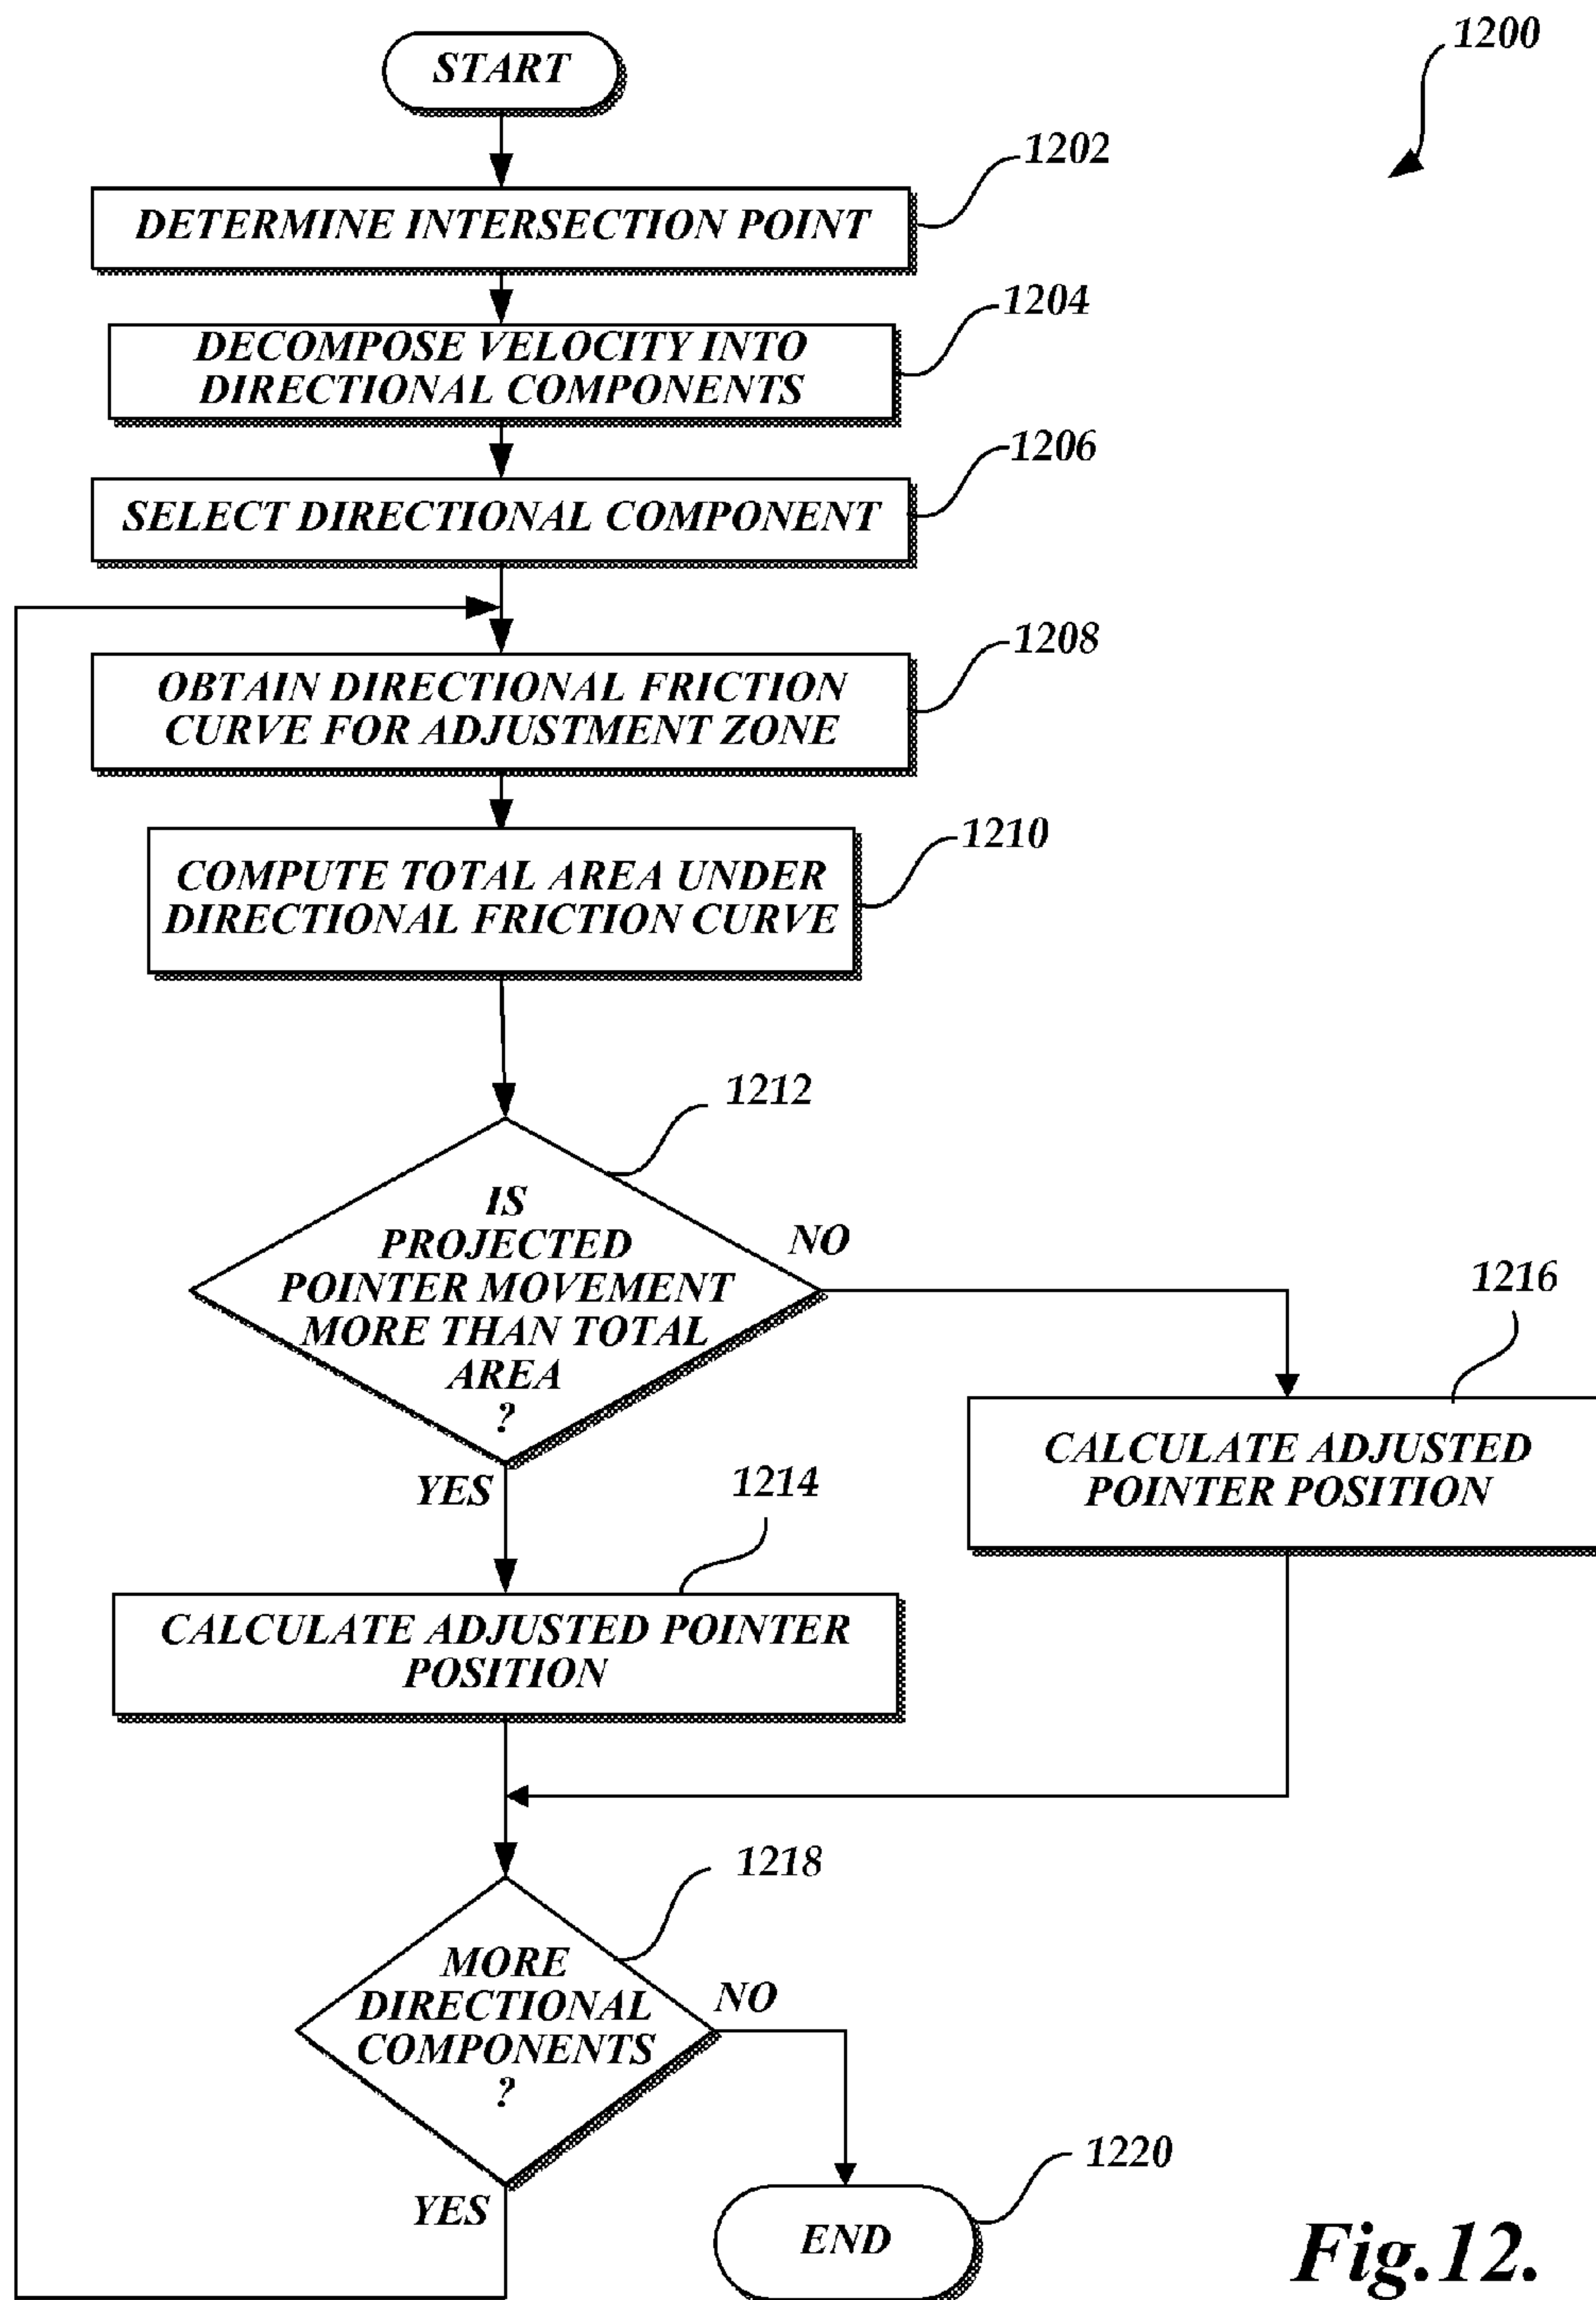 START
1200
1202
DETERMINE INTERSECTION POINT
1204
DECOMPOSE VELOCITY INTO
DIRECTIONAL COMPONENTS
1206
SELECT DIRECTIONAL COMPONENT
1208
OBTAIN DIRECTIONAL FRICTION
CURVE FOR ADJUSTMENT ZONE
1210
COMPUTE TOTAL AREA UNDER
DIRECTIONAL FRICTION CURVE
1212
IS
PROJECTED
POINTER MOVEMENT
MORE THAN TOTAL
AREA
?
NO
1216
CALCULATE ADJUSTED
POINTER POSITION
YES
1214
CALCULATE ADJUSTED POINTER
POSITION
1218
MORE
DIRECTIONAL
COMPONENTS
?
NO
YES
1220
END
Fig.12.